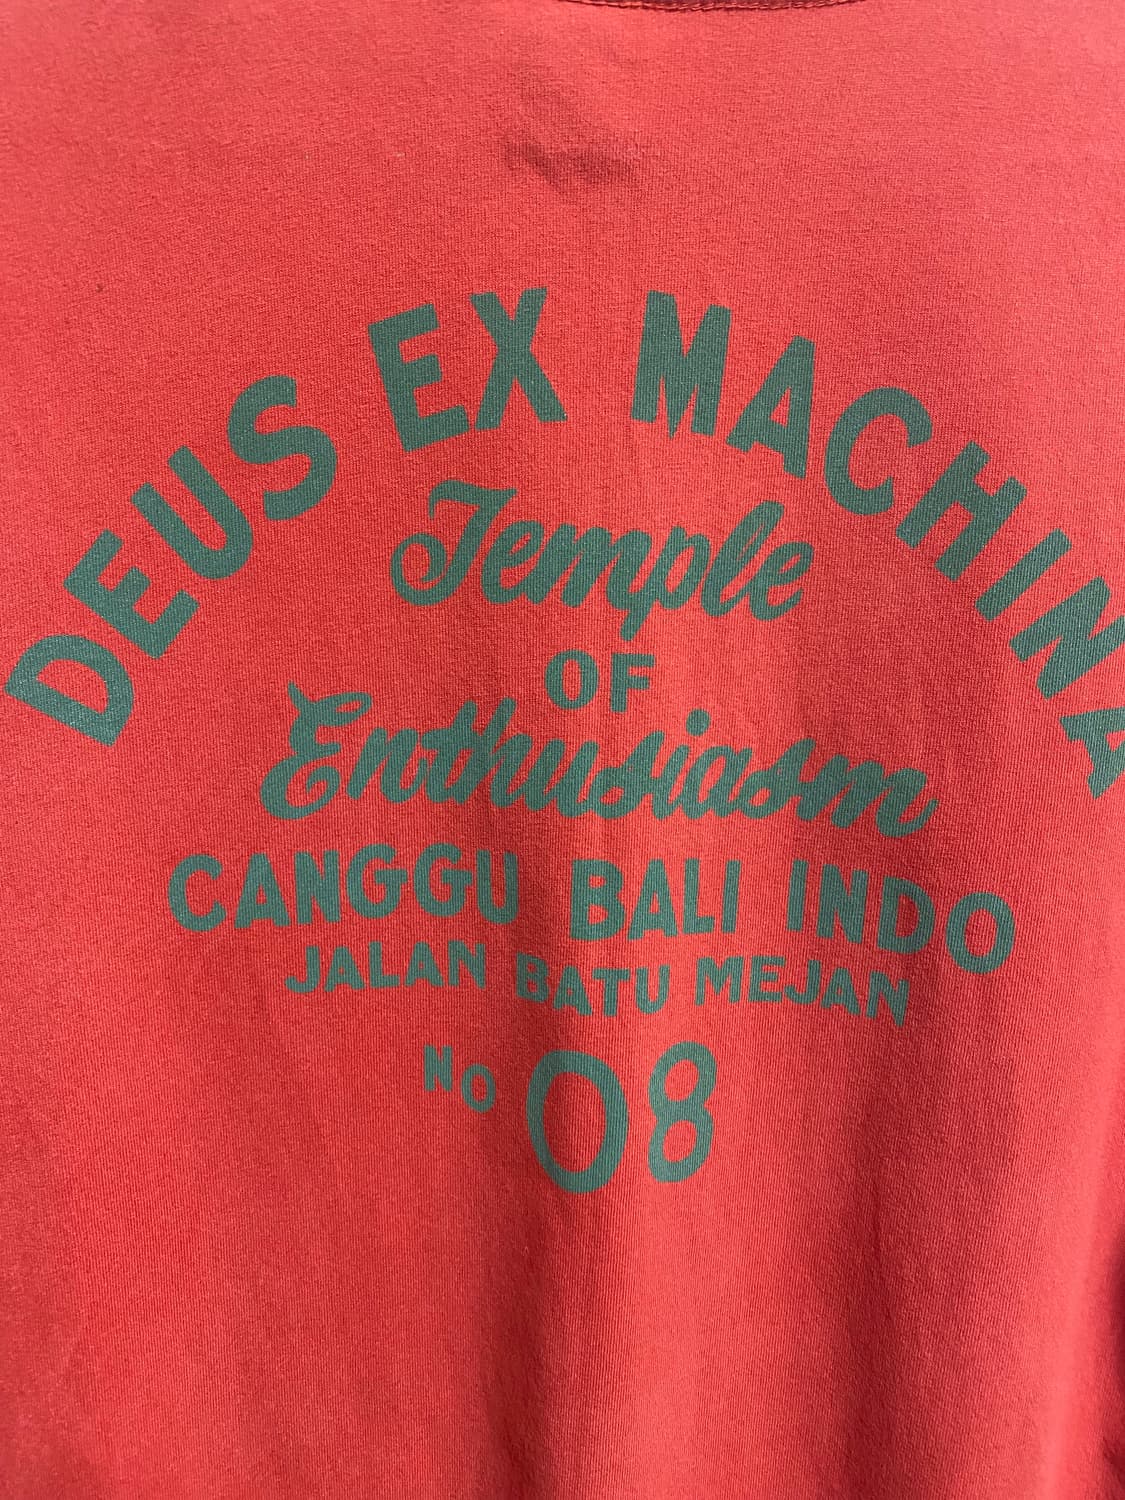 DEUS EX MACHINA
Temple
OF
Enthusiasm
CANGGU BALI INDO
JALAN BATU MEJAN
NO 08